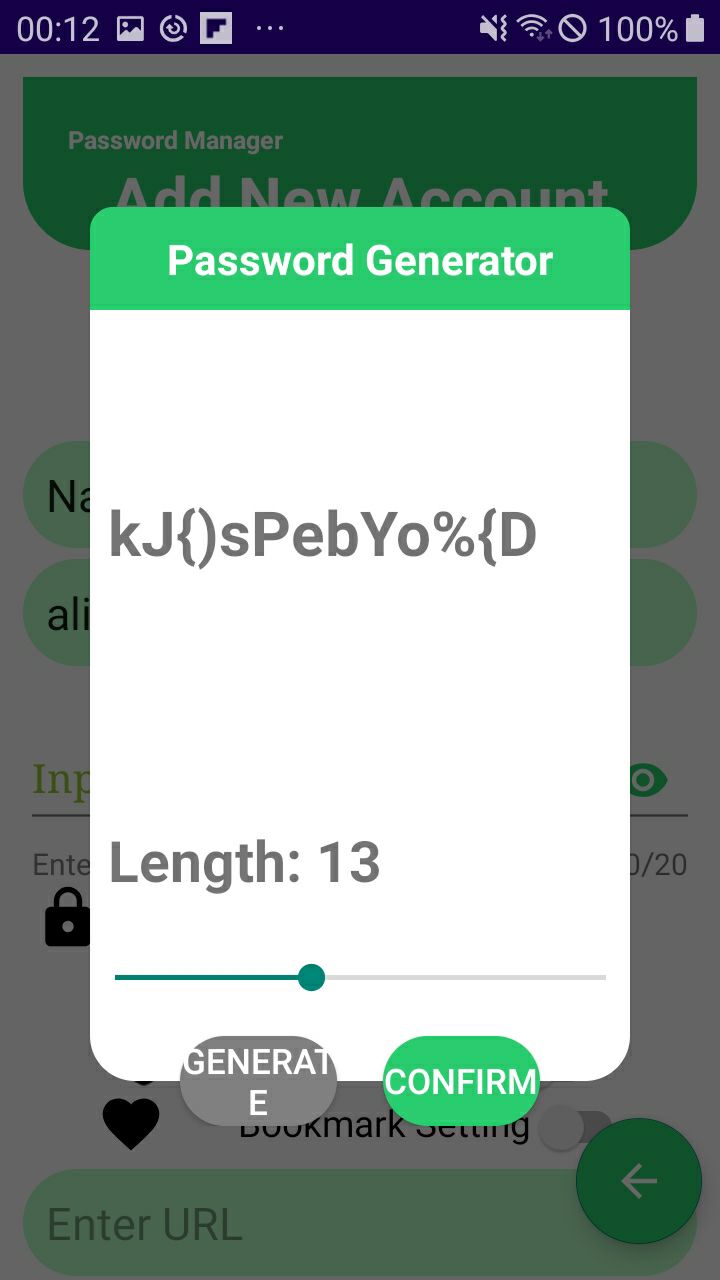 00:12
100%
Password Manager
Add New Account
Password Generator
Na
kJ{)sPebYo%{D
ali
Inp
Ente
0/20
Length: 13
GENERAT
E
CONFIRM
Bookmark Setting
Enter URL